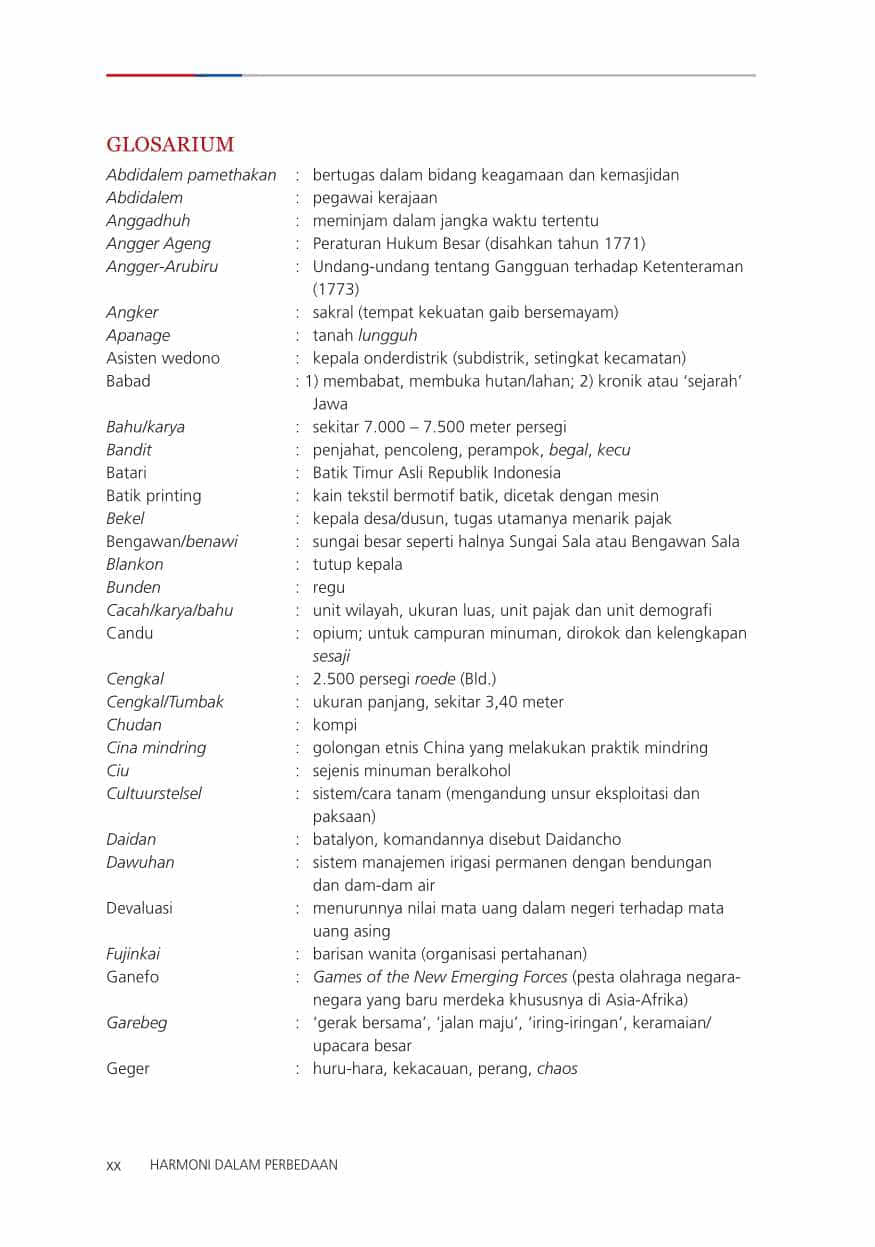 GLOSARIUM
Abdidalem pamethakan : bertugas dalam bidang keagamaan dan kemasjidan
Abdidalem : pegawai kerajaan
Anggadhuh : meminjam dalam jangka waktu tertentu
Angger Ageng : Peraturan Hukum Besar (disahkan tahun 1771)
Angger-Arubiru : Undang-undang tentang Gangguan terhadap Ketenteraman
(1773)
Angker : sakral (tempat kekuatan gaib bersemayam)
Apanage : tanah lungguh
Asisten wedono : kepala onderdistrik (subdistrik, setingkat kecamatan)
Babad : 1) membabat, membuka hutan/lahan; 2) kronik atau ‘sejarah’
Jawa
Bahu/karya : sekitar 7.000 – 7.500 meter persegi
Bandit : penjahat, pencoleng, perampok, begal, kecu
Batari : Batik Timur Asli Republik Indonesia
Batik printing : kain tekstil bermotif batik, dicetak dengan mesin
Bekel : kepala desa/dusun, tugas utamanya menarik pajak
Bengawan/benawi : sungai besar seperti halnya Sungai Sala atau Bengawan Sala
Blankon : tutup kepala
Bunden : regu
Cacah/karya/bahu : unit wilayah, ukuran luas, unit pajak dan unit demografi
Candu : opium; untuk campuran minuman, dirokok dan kelengkapan
sesaji
Cengkal : 2.500 persegi roede (Bld.)
Cengkal/Tumbak : ukuran panjang, sekitar 3,40 meter
Chudan : kompi
Cina mindring : golongan etnis China yang melakukan praktik mindring
Ciu : sejenis minuman beralkohol
Cultuurstelsel : sistem/cara tanam (mengandung unsur eksploitasi dan
paksaan)
Daidan : batalyon, komandannya disebut Daidancho
Dawuhan : sistem manajemen irigasi permanen dengan bendungan
dan dam-dam air
Devaluasi : menurunnya nilai mata uang dalam negeri terhadap mata
uang asing
Fujinkai : barisan wanita (organisasi pertahanan)
Ganefo : Games of the New Emerging Forces (pesta olahraga negara-
negara yang baru merdeka khususnya di Asia-Afrika)
Garebeg : ‘gerak bersama’, ‘jalan maju’, ‘iring-iringan’, keramaian/
upacara besar
Geger : huru-hara, kekacauan, perang, chaos
xx HARMONI DALAM PERBEDAAN